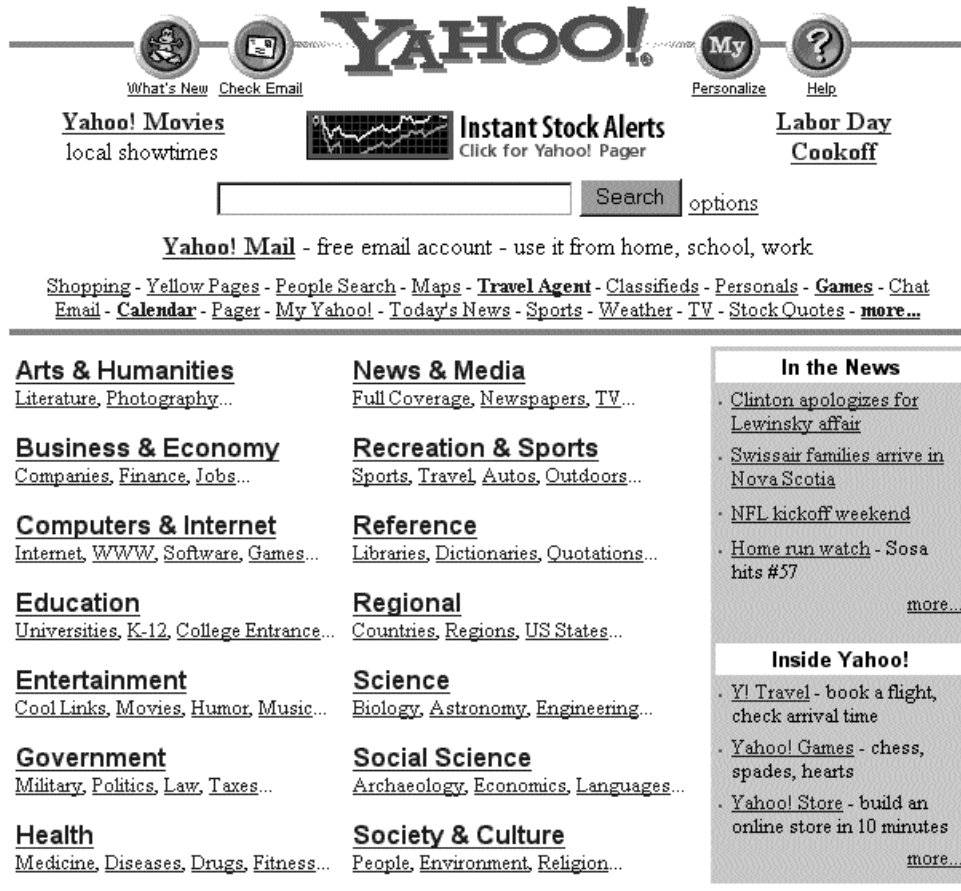 YAHOO!
My
What's New Check Email Personalize Help
Yahoo! Movies
local showtimes
Instant Stock Alerts
Click for Yahoo! Pager
Labor Day
Cookoff
Search options
Yahoo! Mail - free email account - use it from home, school, work
Shopping - Yellow Pages - People Search - Maps - Travel Agent - Classifieds - Personals - Games - Chat
Email - Calendar - Pager - My Yahoo! - Today's News - Sports - Weather - TV - Stock Quotes - more...
Arts & Humanities
Literature, Photography...
Business & Economy
Companies, Finance, Jobs...
Computers & Internet
Internet, WWW, Software, Games...
Education
Universities, K-12, College Entrance...
Entertainment
Cool Links, Movies, Humor, Music...
Government
Military, Politics, Law, Taxes...
Health
Medicine, Diseases, Drugs, Fitness...
News & Media
Full Coverage, Newspapers, TV...
Recreation & Sports
Sports, Travel, Autos, Outdoors...
Reference
Libraries, Dictionaries, Quotations...
Regional
Countries, Regions, US States...
Science
Biology, Astronomy, Engineering...
Social Science
Archaeology, Economics, Languages...
Society & Culture
People, Environment, Religion...
In the News
· Clinton apologizes for
Lewinsky affair
· Swissair families arrive in
Nova Scotia
· NFL kickoff weekend
· Home run watch - Sosa
hits #57
more...
Inside Yahoo!
· Y! Travel - book a flight,
check arrival time
· Yahoo! Games - chess,
spades, hearts
· Yahoo! Store - build an
online store in 10 minutes
more...